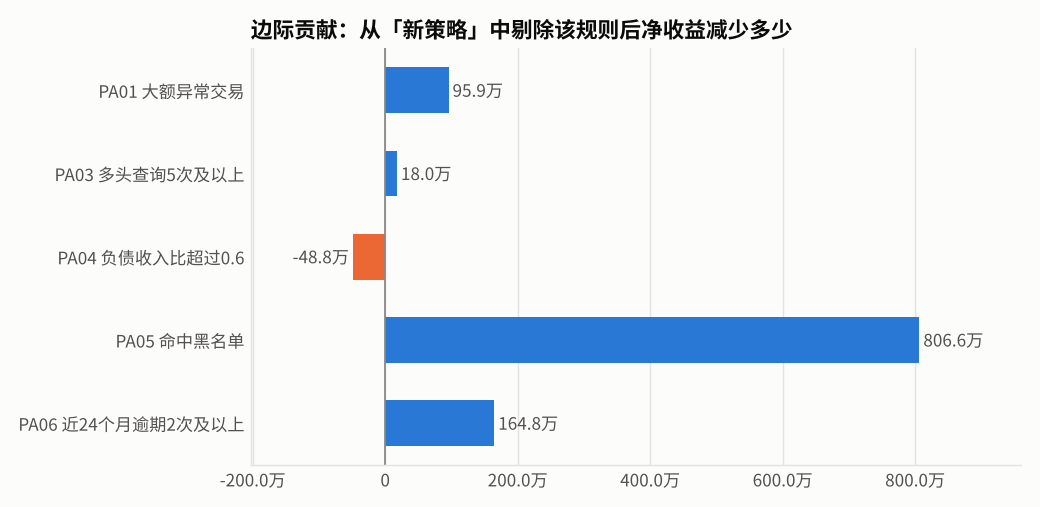 边际贡献：从「新策略」中剔除该规则后净收益减少多少
PA01 大额异常交易
95.9万
PA03 多头查询5次及以上
18.0万
PA04 负债收入比超过0.6
-48.8万
PA05 命中黑名单
806.6万
PA06 近24个月逾期2次及以上
164.8万
-200.0万 0 200.0万 400.0万 600.0万 800.0万